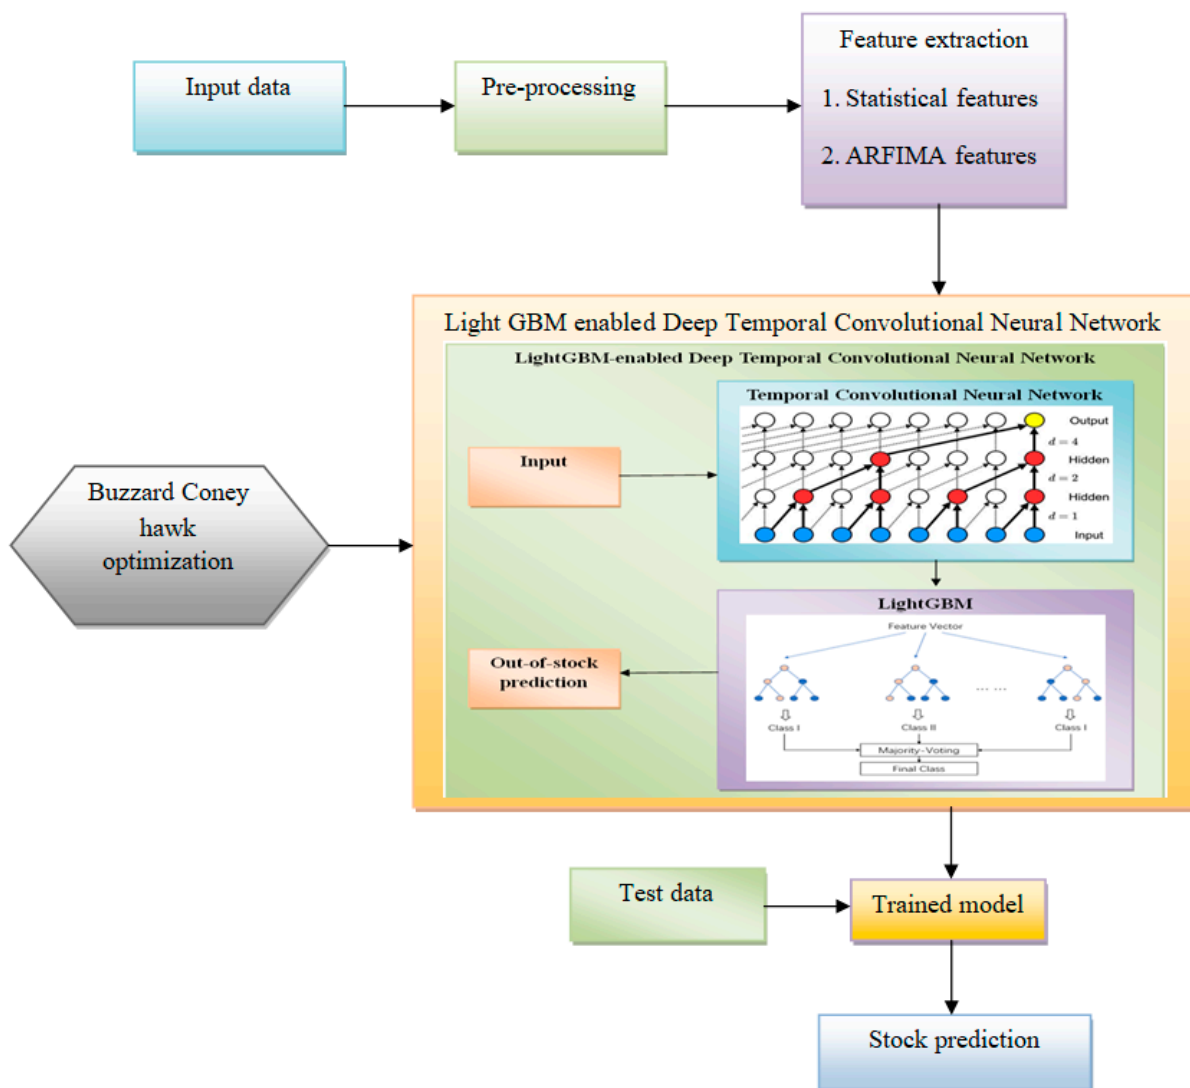 Input data
Pre-processing
Feature extraction
1. Statistical features
2. ARFIMA features
Light GBM enabled Deep Temporal Convolutional Neural Network
LightGBM-enabled Deep Temporal Convolutional Neural Network
Temporal Convolutional Neural Network
Output
d = 4
Hidden
d = 2
Hidden
d = 1
Input
Input
Buzzard Coney
hawk
optimization
LightGBM
Feature Vector
... ...
Class I
Class II
Class I
Majority-Voting
Final Class
Out-of-stock
prediction
Test data
Trained model
Stock prediction